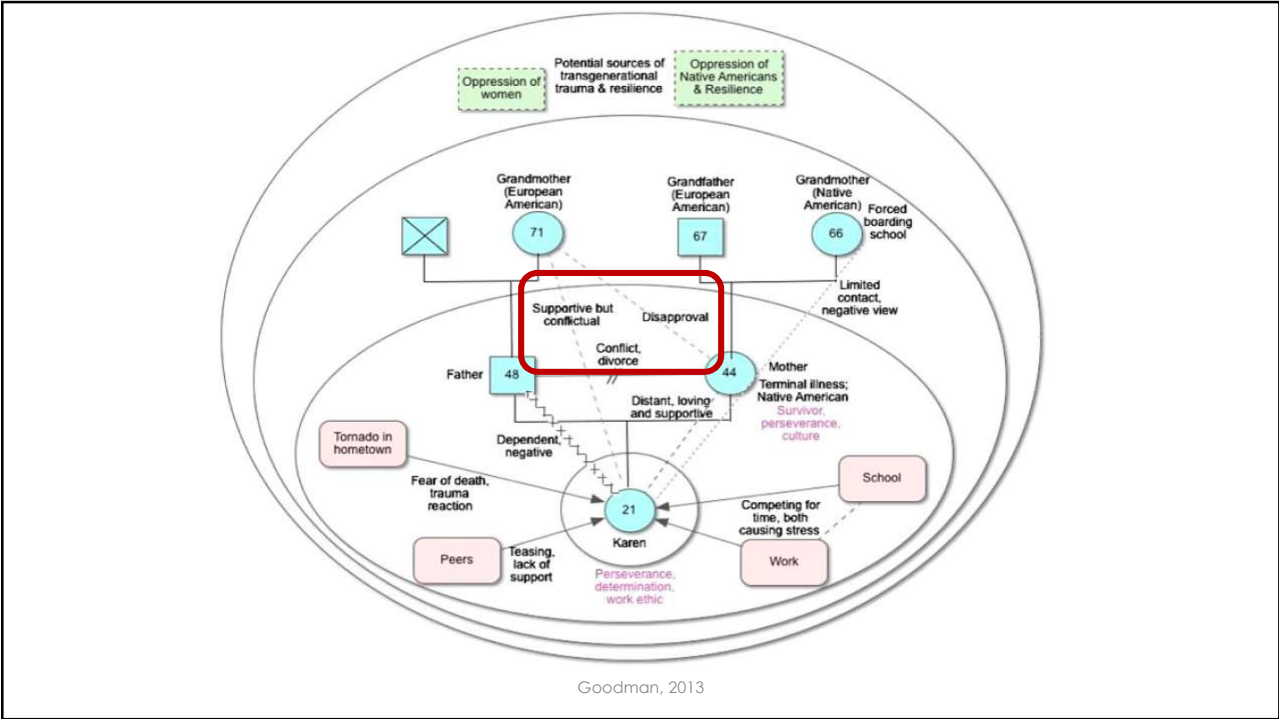 Oppression of
women
Potential sources of
transgenerational
trauma & resilience
Oppression of
Native Americans
& Resilience
Grandmother
(European
American)
Grandfather
(European
American)
Grandmother
(Native
American)
Forced
boarding
school
71
67
66
Limited
contact,
negative view
Supportive but
conflictual
Disapproval
Conflict,
divorce
Father
48
44
Mother
Terminal illness;
Native American
Survivor,
perseverance,
culture
Distant, loving
and supportive
Dependent,
negative
Tornado in
hometown
Fear of death,
trauma
reaction
School
Competing for
time, both
causing stress
21
Karen
Peers
Teasing,
lack of
support
Work
Perseverance,
determination,
work ethic
Goodman, 2013